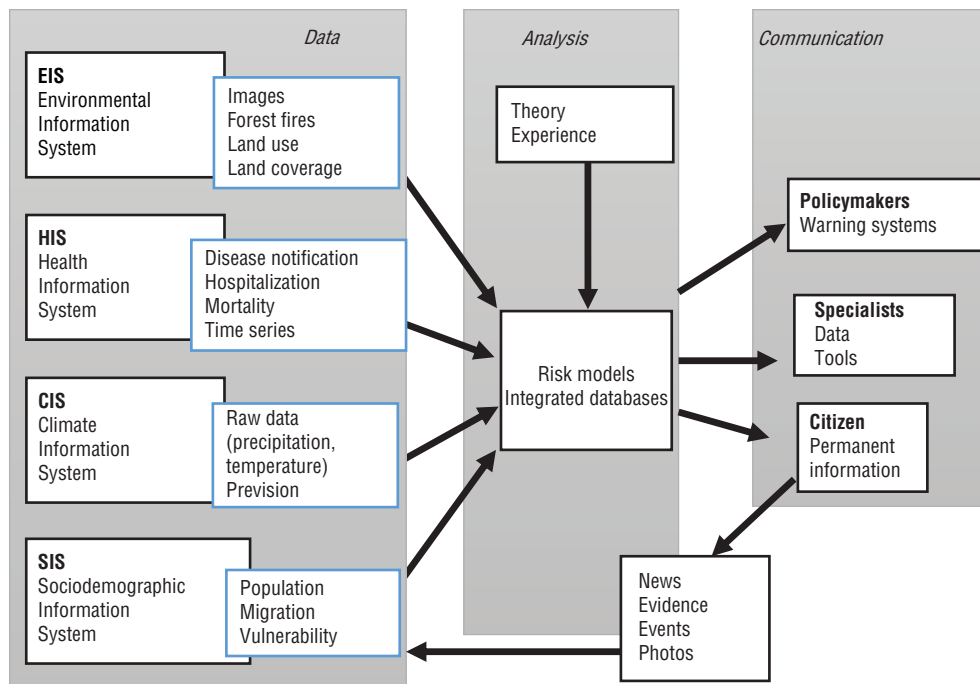 Data
EIS
Environmental
Information
System
Images
Forest fires
Land use
Land coverage
HIS
Health
Information
System
Disease notification
Hospitalization
Mortality
Time series
CIS
Climate
Information
System
Raw data
(precipitation,
temperature)
Prevision
SIS
Sociodemographic
Information
System
Population
Migration
Vulnerability
Analysis
Theory
Experience
Risk models
Integrated databases
Communication
Policymakers
Warning systems
Specialists
Data
Tools
Citizen
Permanent
information
News
Evidence
Events
Photos